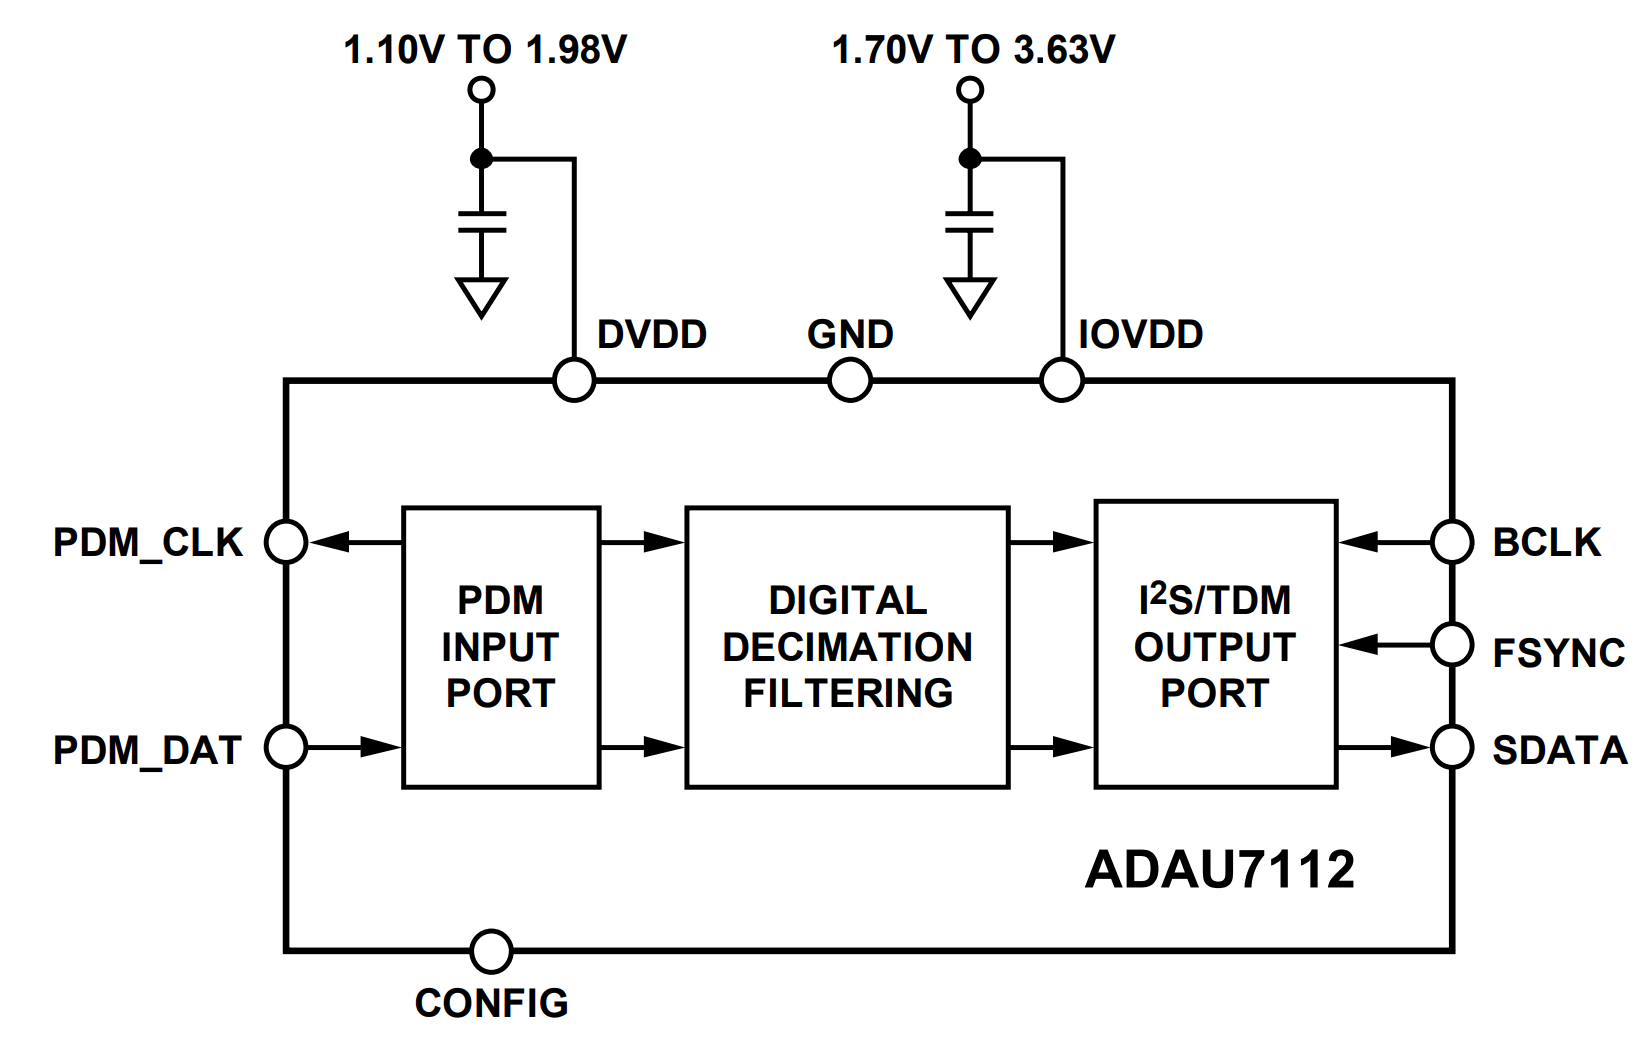 1.10V TO 1.98V
1.70V TO 3.63V
DVDD
GND
IOVDD
PDM_CLK
PDM_DAT
PDM
INPUT
PORT
DIGITAL
DECIMATION
FILTERING
I²S/TDM
OUTPUT
PORT
BCLK
FSYNC
SDATA
ADAU7112
CONFIG